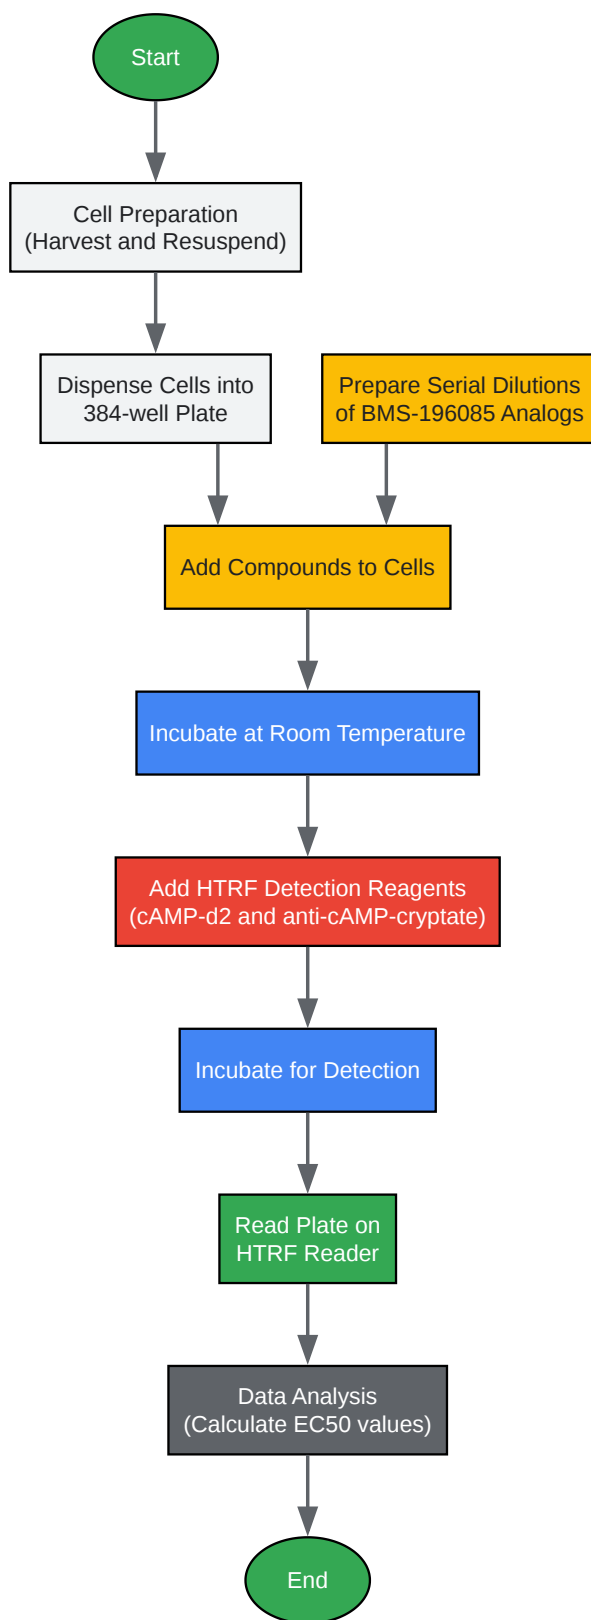 Start
Cell Preparation
(Harvest and Resuspend)
Dispense Cells into
384-well Plate
Prepare Serial Dilutions
of BMS-196085 Analogs
Add Compounds to Cells
Incubate at Room Temperature
Add HTRF Detection Reagents
(cAMP-d2 and anti-cAMP-cryptate)
Incubate for Detection
Read Plate on
HTRF Reader
Data Analysis
(Calculate EC50 values)
End